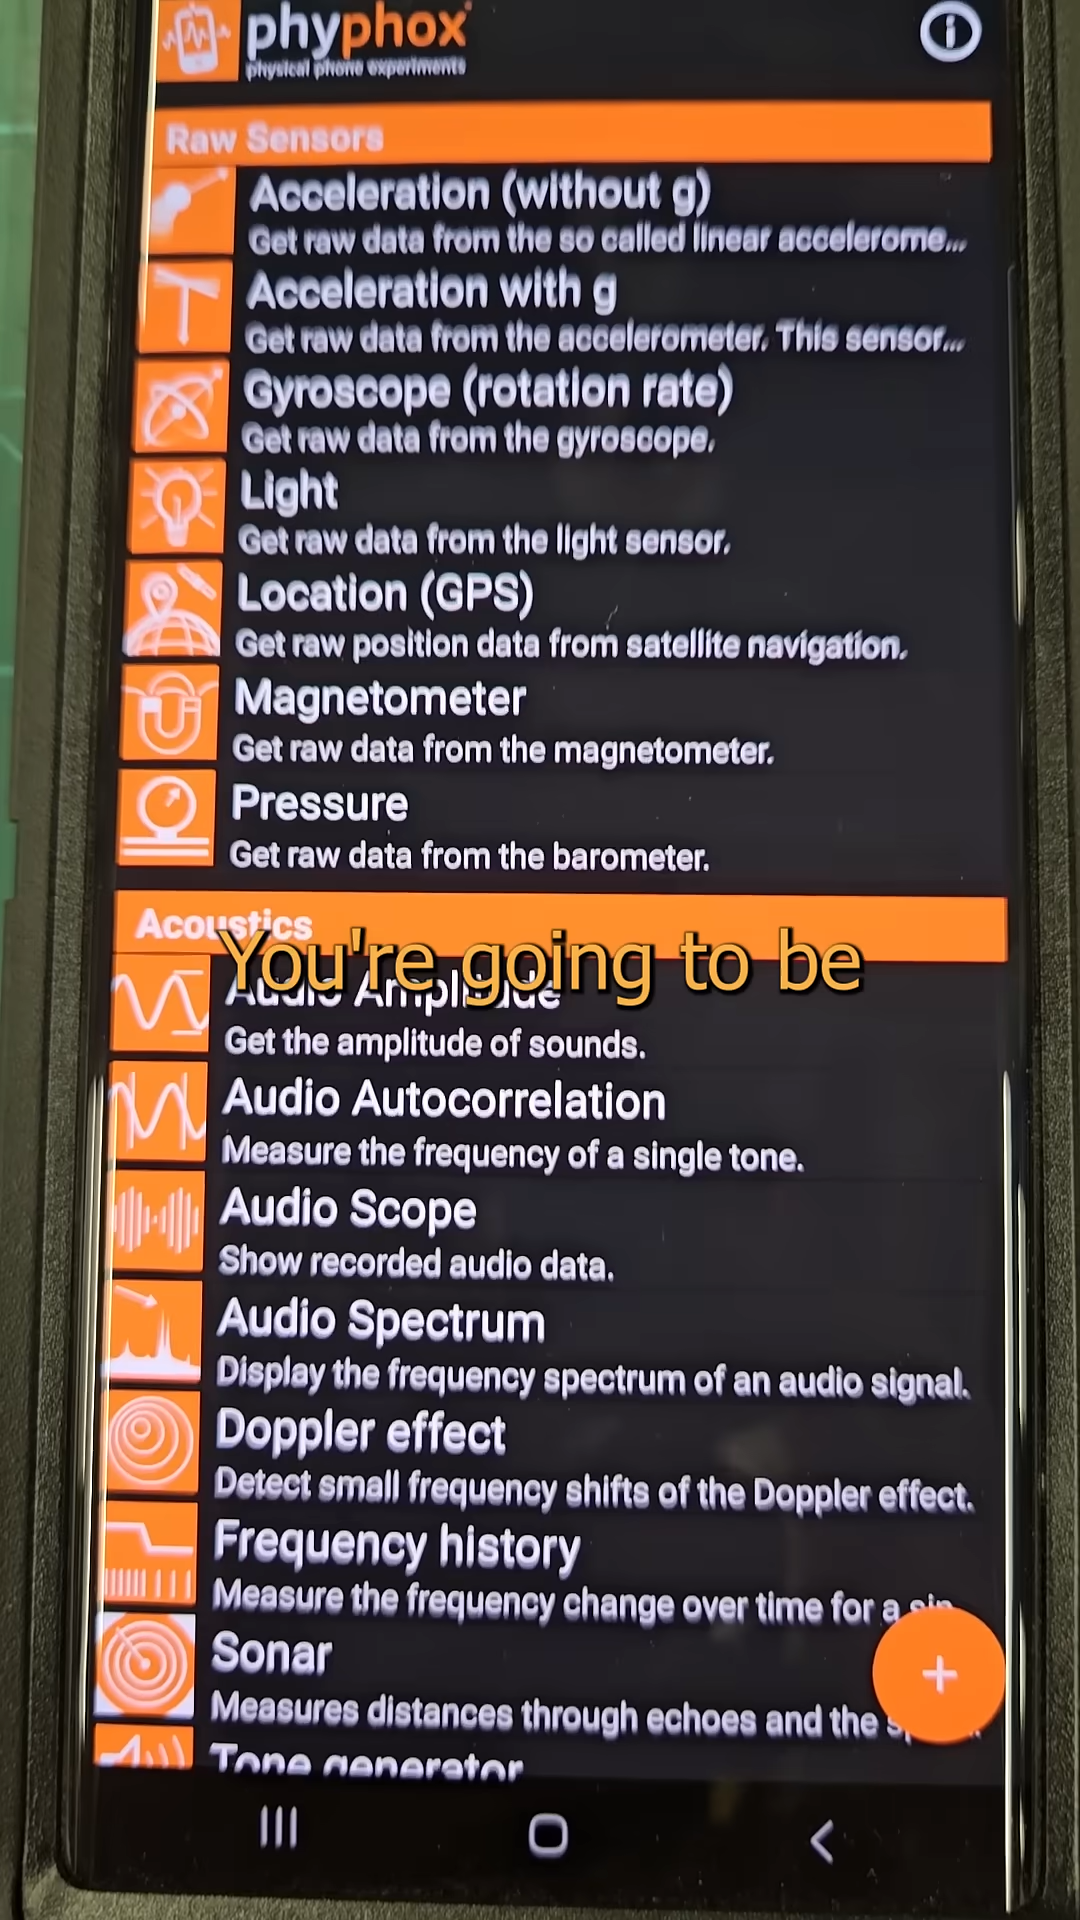 phyphox
physical phone experiments
Raw Sensors
Acceleration (without g)
Get raw data from the so called linear accelerome...
Acceleration with g
Get raw data from the accelerometer. This sensor...
Gyroscope (rotation rate)
Get raw data from the gyroscope.
Light
Get raw data from the light sensor.
Location (GPS)
Get raw position data from satellite navigation.
Magnetometer
Get raw data from the magnetometer.
Pressure
Get raw data from the barometer.
Acoustics
You're going to be
Audio Amplitude
Get the amplitude of sounds.
Audio Autocorrelation
Measure the frequency of a single tone.
Audio Scope
Show recorded audio data.
Audio Spectrum
Display the frequency spectrum of an audio signal.
Doppler effect
Detect small frequency shifts of the Doppler effect.
Frequency history
Measure the frequency change over time for a
Sonar
Measures distances through echoes and the
Tone generator